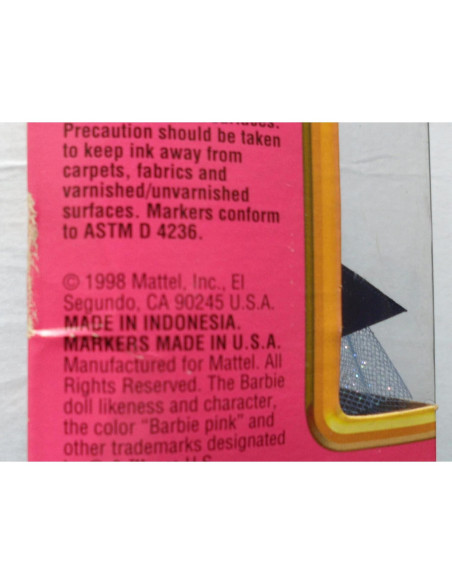 Precaution should be taken
to keep ink away from
carpets, fabrics and
varnished/unvarnished
surfaces. Markers conform
to ASTM D 4236.
© 1998 Mattel, Inc., El
Segundo, CA 90245 U.S.A.
MADE IN INDONESIA.
MARKERS MADE IN U.S.A.
Manufactured for Mattel. All
Rights Reserved. The Barbie
doll likeness and character,
the color "Barbie pink" and
other trademarks designated